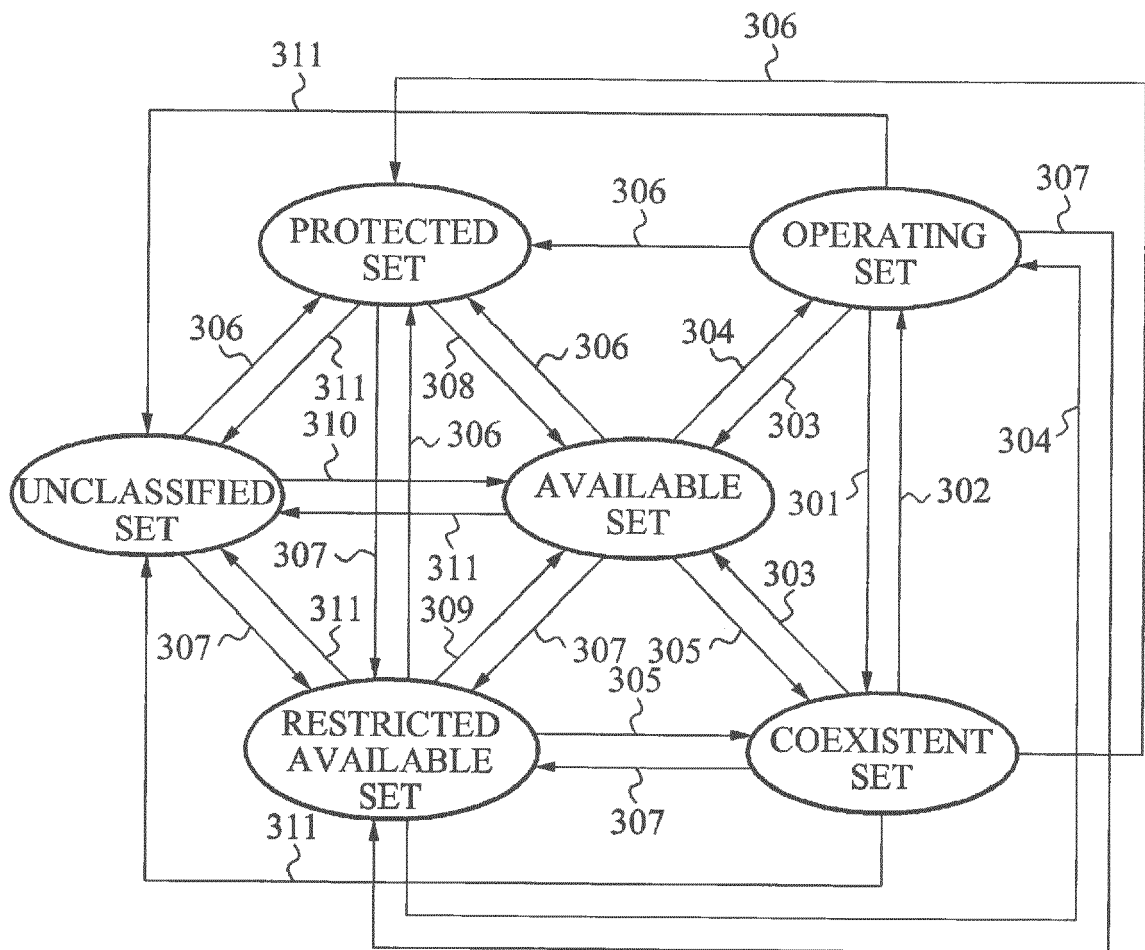 306
311
307
PROTECTED
SET
306
OPERATING
SET
306
311
308
306
304
303
304
310
306
UNCLASSIFIED
SET
AVAILABLE
SET
301
302
307
311
303
307
311
309
307
305
305
RESTRICTED
AVAILABLE
SET
COEXISTENT
SET
307
311